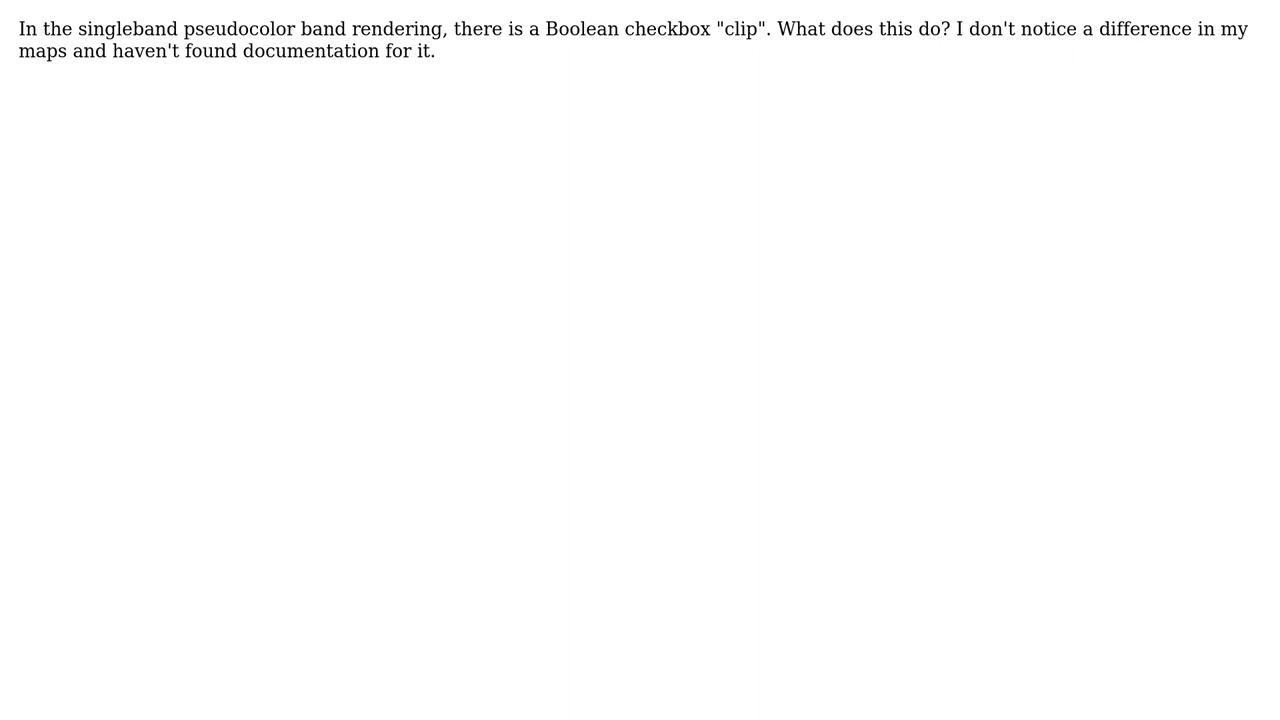 In the singleband pseudocolor band rendering, there is a Boolean checkbox "clip". What does this do? I don't notice a difference in my
maps and haven't found documentation for it.